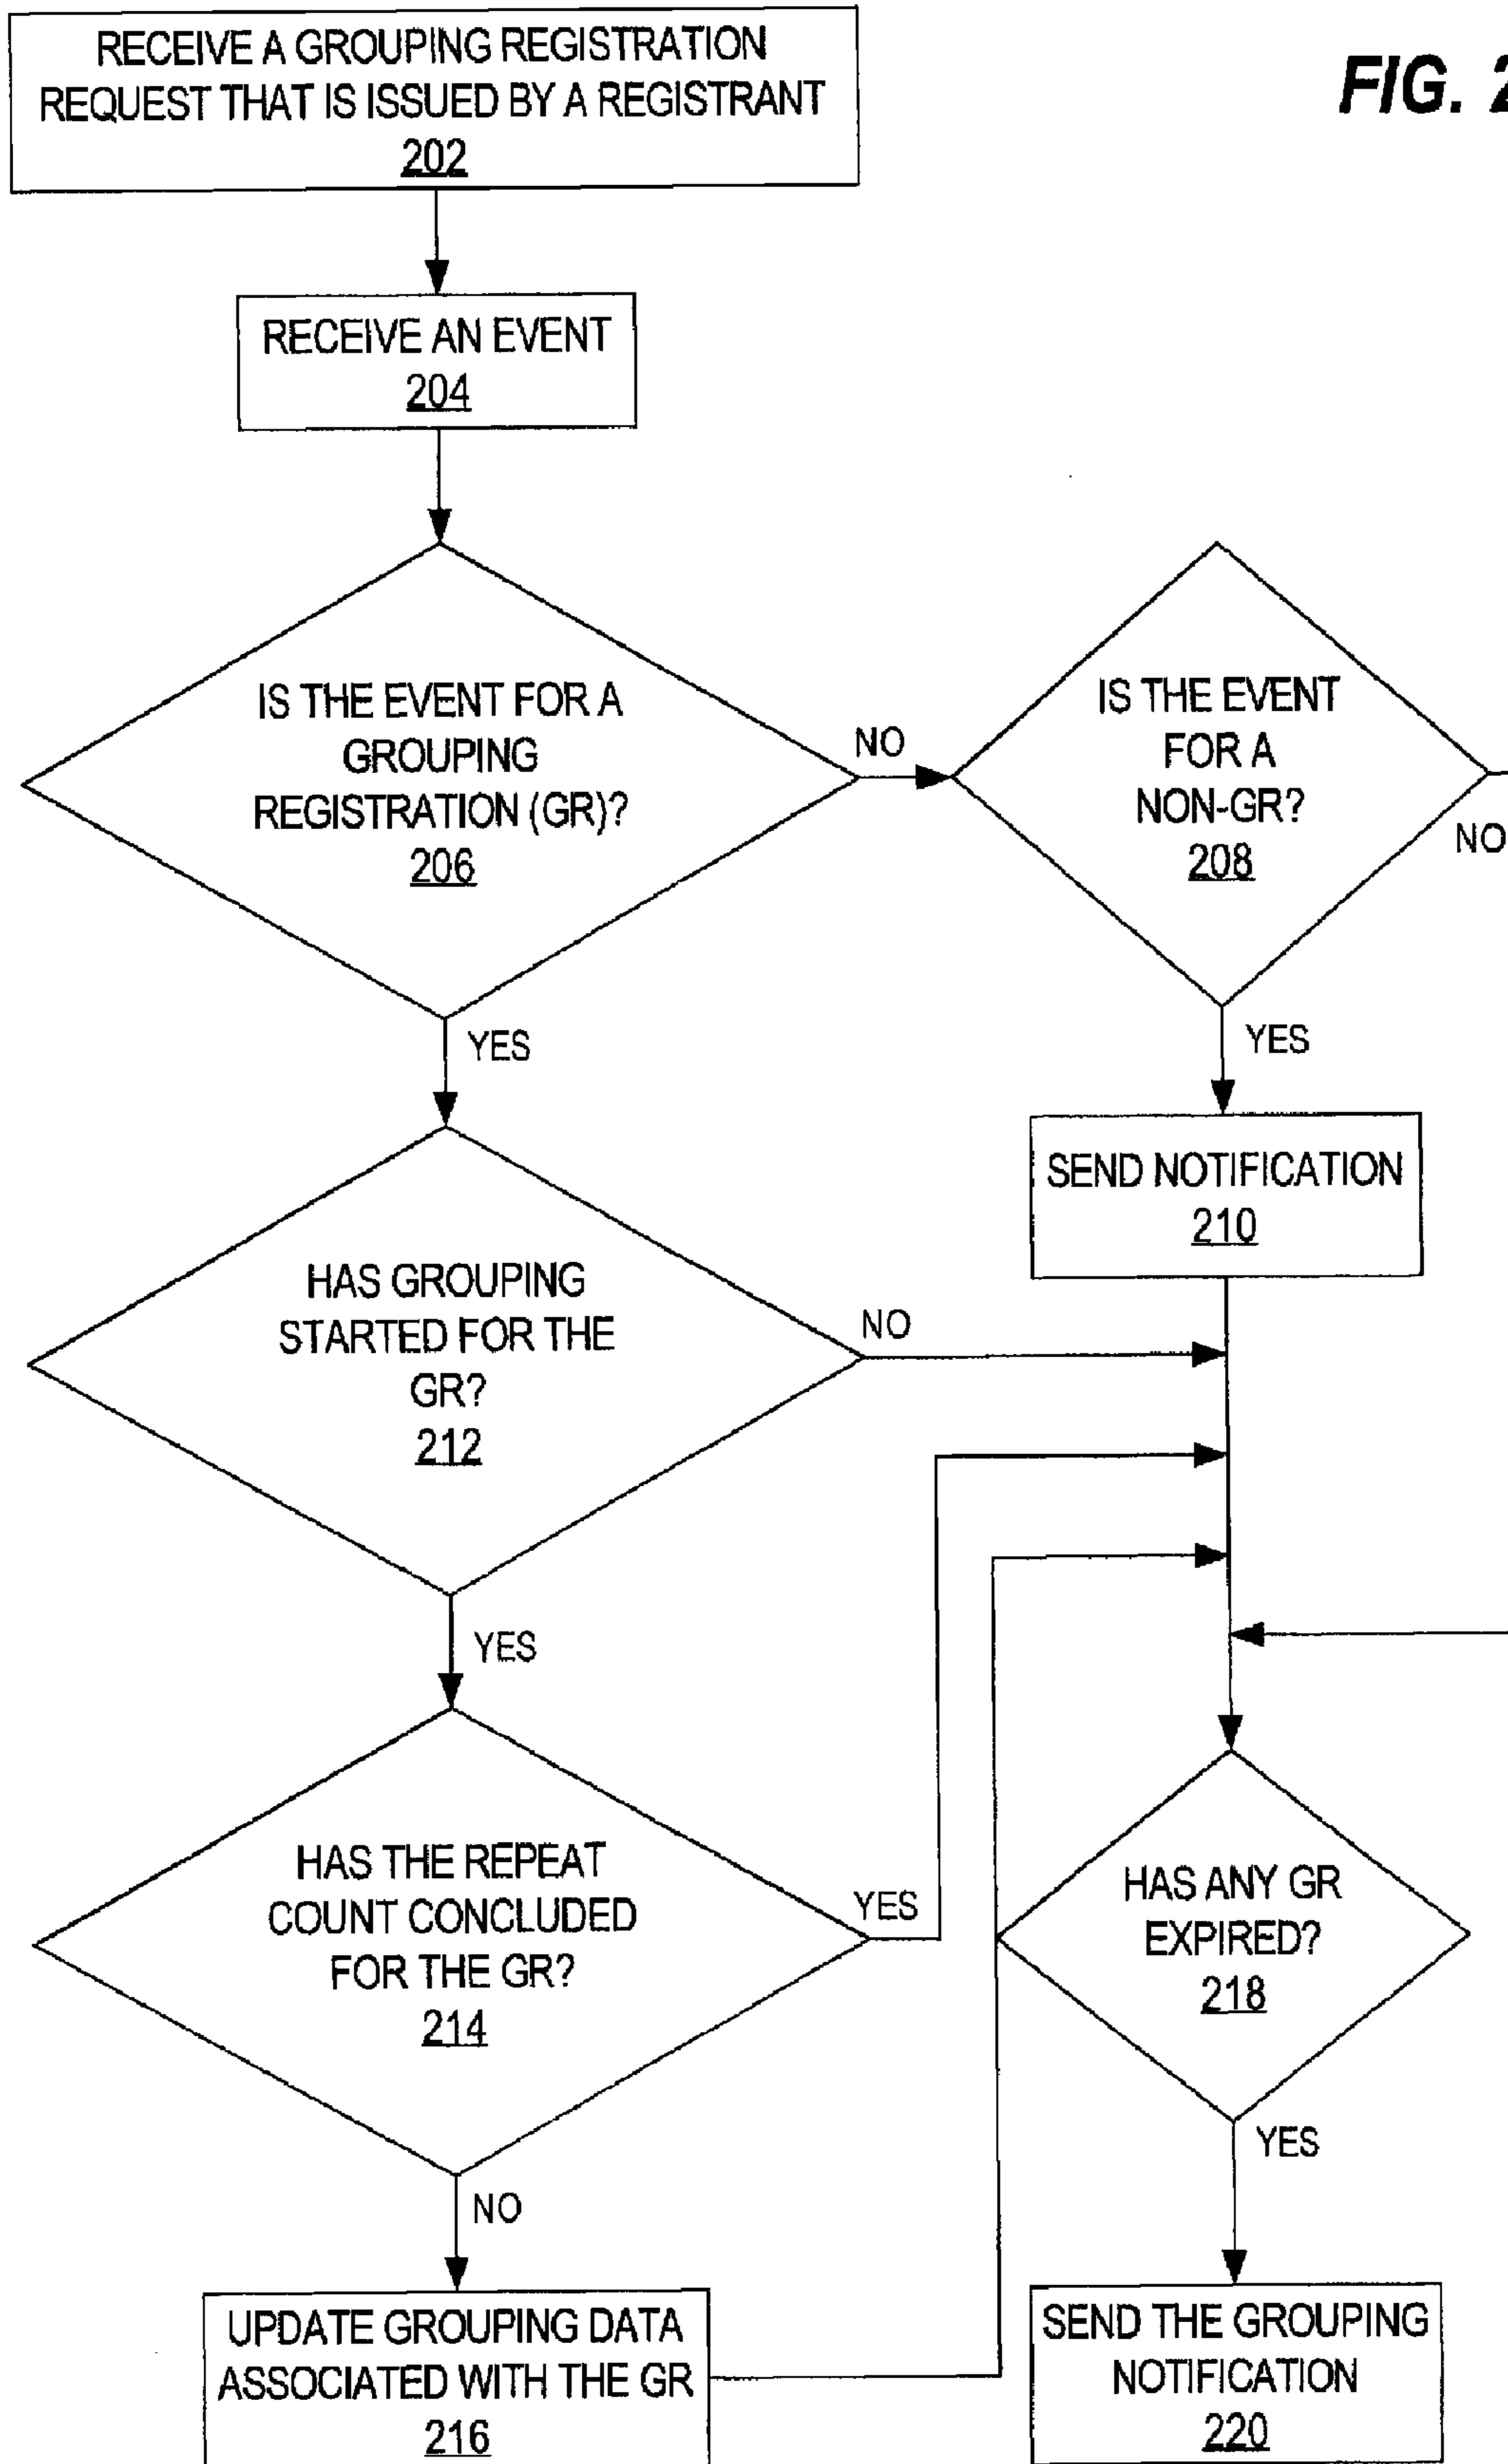 RECEIVE A GROUPING REGISTRATION
REQUEST THAT IS ISSUED BY A REGISTRANT
202
FIG. 2
RECEIVE AN EVENT
204
IS THE EVENT FOR A
GROUPING
REGISTRATION (GR)?
206
NO
IS THE EVENT
FOR A
NON-GR?
208
NO
YES
YES
SEND NOTIFICATION
210
HAS GROUPING
STARTED FOR THE
GR?
212
NO
YES
HAS THE REPEAT
COUNT CONCLUDED
FOR THE GR?
214
YES
HAS ANY GR
EXPIRED?
218
NO
YES
UPDATE GROUPING DATA
ASSOCIATED WITH THE GR
216
SEND THE GROUPING
NOTIFICATION
220